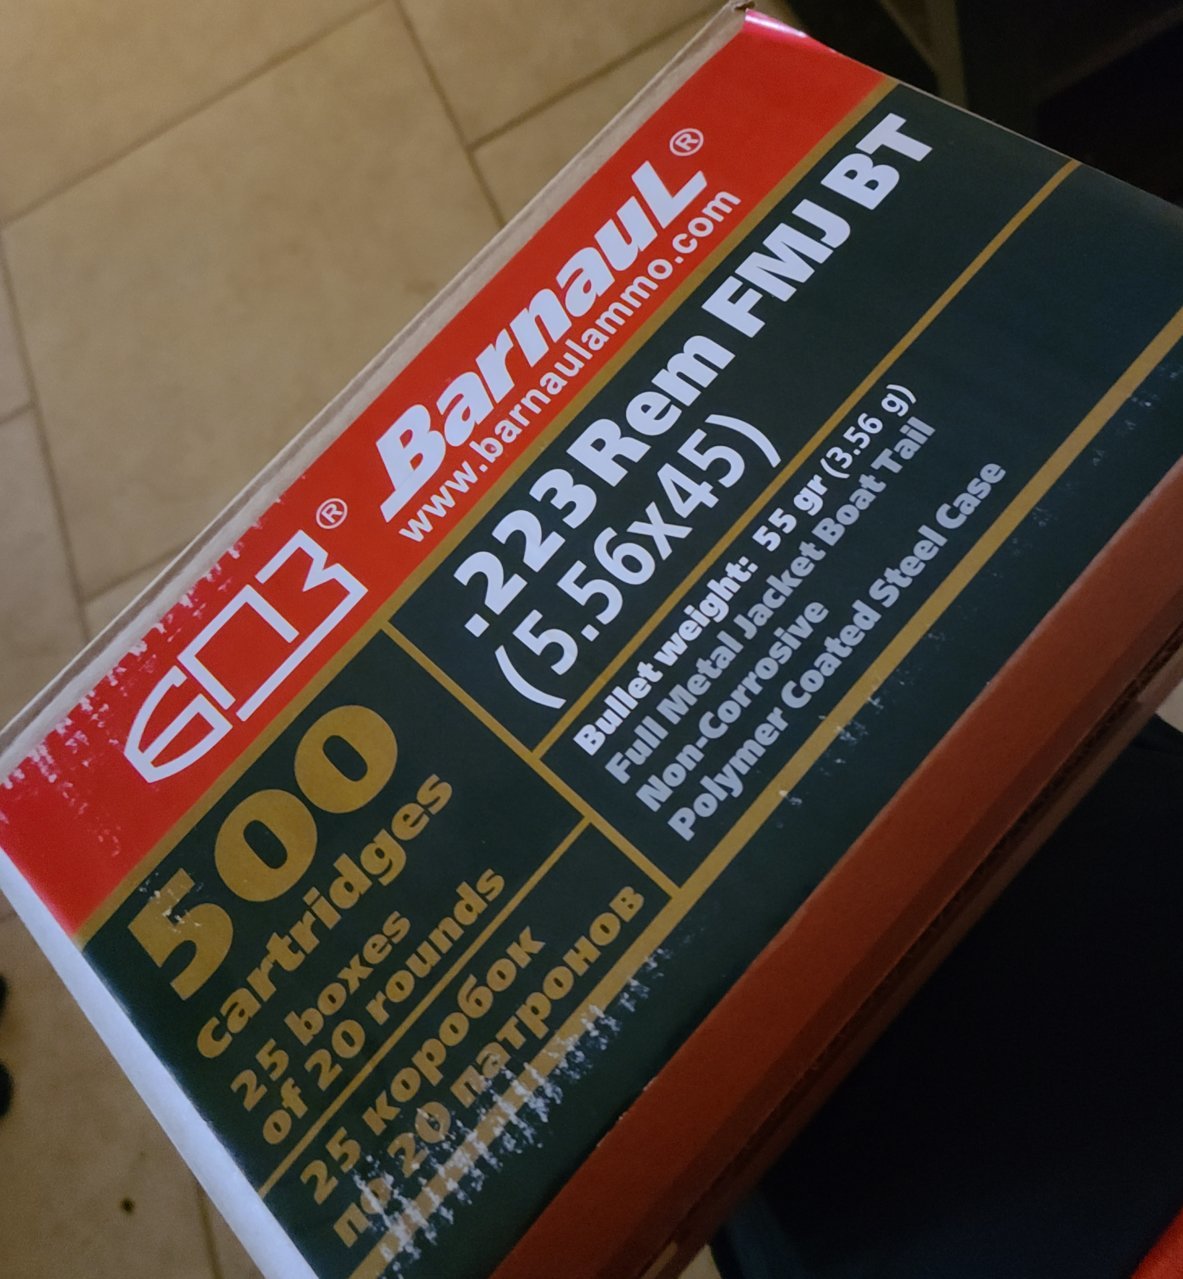 БПЗ®
BarnauL®
www.barnaulammo.com
.223Rem FMJ BT
(5.56x45)
Bullet weight: 55 gr (3.56 g)
Full Metal Jacket Boat Tail
Non-Corrosive
Polymer Coated Steel Case
500
cartridges
25 boxes
of 20 rounds
25 коробок
по 20 патронов